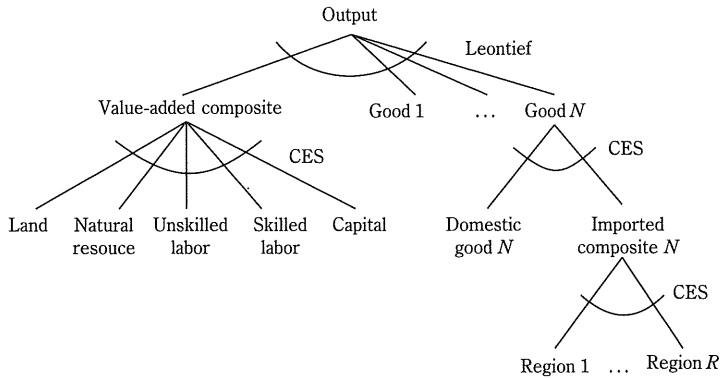 Output
Leontief
Value-added composite
Good 1
...
Good N
CES
CES
Land
Natural
resouce
Unskilled
labor
Skilled
labor
Capital
Domestic
good N
Imported
composite N
CES
Region 1
...
Region R